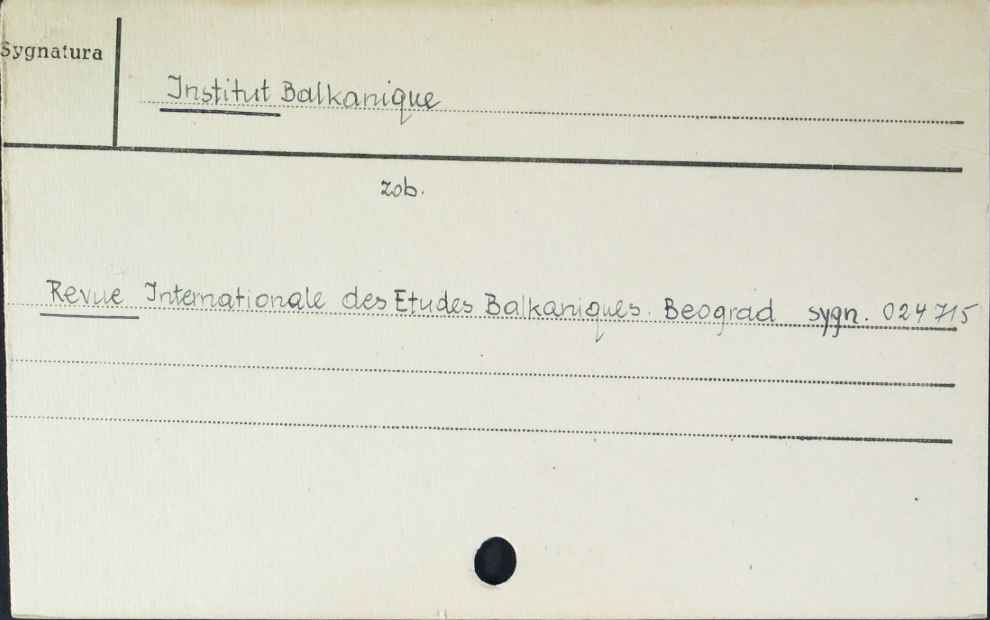 Sygnatura
Institut Balkanique
zob.
Revue Internationale des Etudes Balkaniques. Beograd sygn. 024715